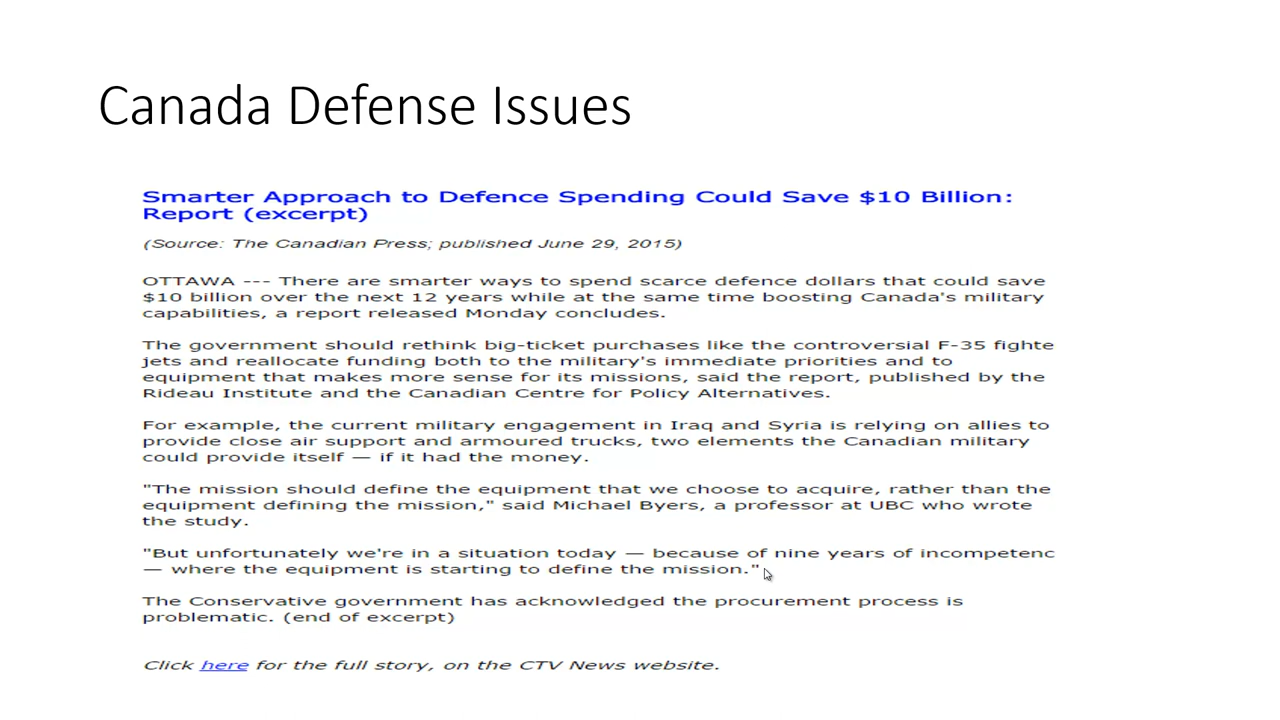 Canada Defense Issues
Smarter Approach to Defence Spending Could Save $10 Billion:
Report (excerpt)
(Source: The Canadian Press; published June 29, 2015)
OTTAWA --- There are smarter ways to spend scarce defence dollars that could save
$10 billion over the next 12 years while at the same time boosting Canada's military
capabilities, a report released Monday concludes.
The government should rethink big-ticket purchases like the controversial F-35 fighte
jets and reallocate funding both to the military's immediate priorities and to
equipment that makes more sense for its missions, said the report, published by the
Rideau Institute and the Canadian Centre for Policy Alternatives.
For example, the current military engagement in Iraq and Syria is relying on allies to
provide close air support and armoured trucks, two elements the Canadian military
could provide itself — if it had the money.
"The mission should define the equipment that we choose to acquire, rather than the
equipment defining the mission," said Michael Byers, a professor at UBC who wrote
the study.
"But unfortunately we're in a situation today — because of nine years of incompetenc
— where the equipment is starting to define the mission."
The Conservative government has acknowledged the procurement process is
problematic. (end of excerpt)
Click here for the full story, on the CTV News website.